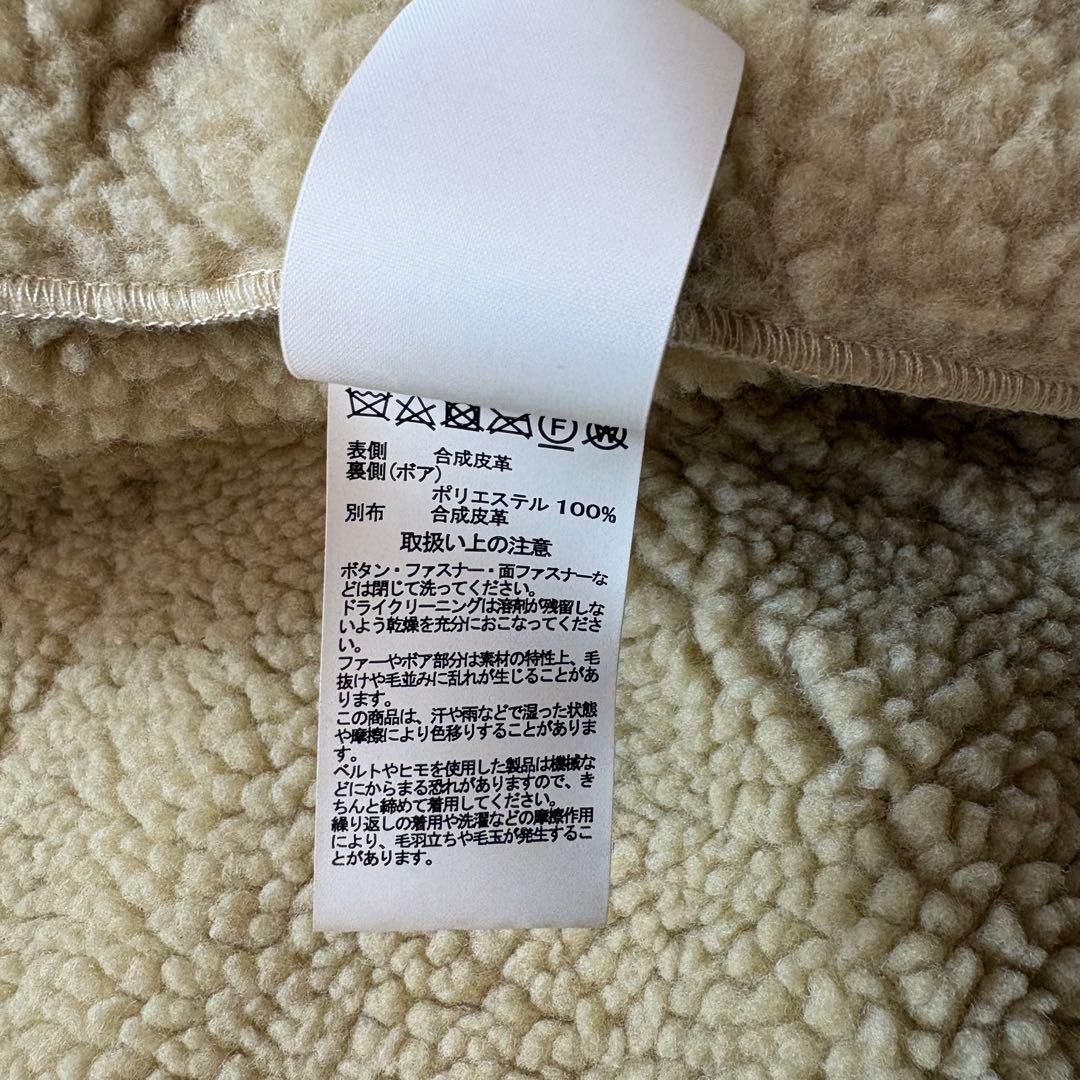 F W
表側 合成皮革
裏側(ボア)
ポリエステル 100%
別布 合成皮革
取扱い上の注意
ボタン・ファスナー・面ファスナーな
どは閉じて洗ってください。
ドライクリーニングは溶剤が残留しな
いよう乾燥を充分におこなってくださ
い。
ファーやボア部分は素材の特性上、毛
抜けや毛並みに乱れが生じることがあ
ります。
この商品は、汗や雨などで湿った状態
や摩擦により色移りすることがありま
す。
ベルトやヒモを使用した製品は機械な
どにからまる恐れがありますので、き
ちんと締めて着用してください。
繰り返しの着用や洗濯などの摩擦作用
により、毛羽立ちや毛玉が発生するこ
とがあります。